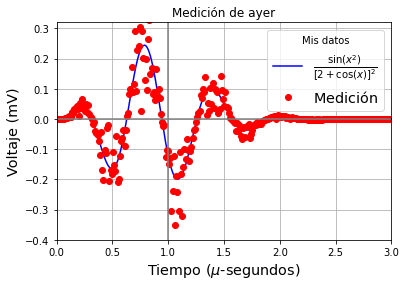 Medición de ayer
Mis datos
sin(x²)
[2 + cos(x)]²
Medición
Voltaje (mV)
0.3
0.2
0.1
0.0
−0.1
−0.2
−0.3
−0.4
0.0 0.5 1.0 1.5 2.0 2.5 3.0
Tiempo (μ-segundos)